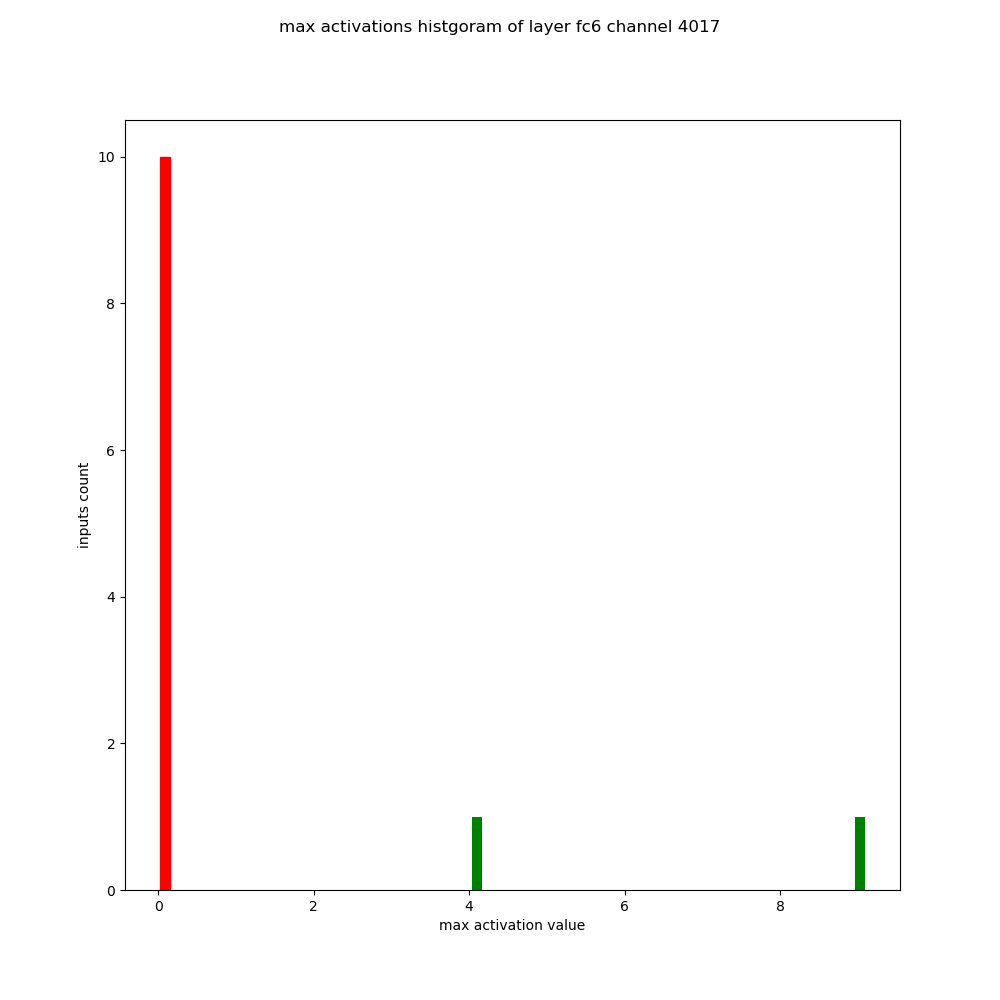 max activations histgoram of layer fc6 channel 4017
10
8
6
4
2
0
inputs count
0 2 4 6 8
max activation value